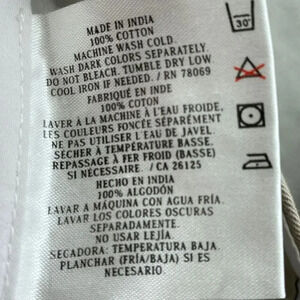 MADE IN INDIA
100% COTTON
MACHINE WASH COLD.
WASH DARK COLORS SEPARATELY.
DO NOT BLEACH. TUMBLE DRY LOW
COOL IRON IF NEEDED. / RN 78069
FABRIQUÉ EN INDE
100% COTON
LAVER À LA MACHINE À L'EAU FROIDE,
LES COULEURS FONCÉE SÉPARÉMENT
NE PAS UTILISER L'EAU DE JAVEL.
SÉCHER À TEMPÉRATURE BASSE.
REPASSAGE À FER FROID (BASSE)
SI NÉCESSAIRE. / CA 26125
HECHO EN INDIA
100% ALGODÓN
LAVAR A MÁQUINA CON AGUA FRÍA.
LAVAR LOS COLORES OSCURAS
SEPARADAMENTE.
NO USAR LEJÍA.
SECADORA: TEMPERATURA BAJA.
PLANCHAR (FRÍA/BAJA) SI ES
NECESARIO.
30°